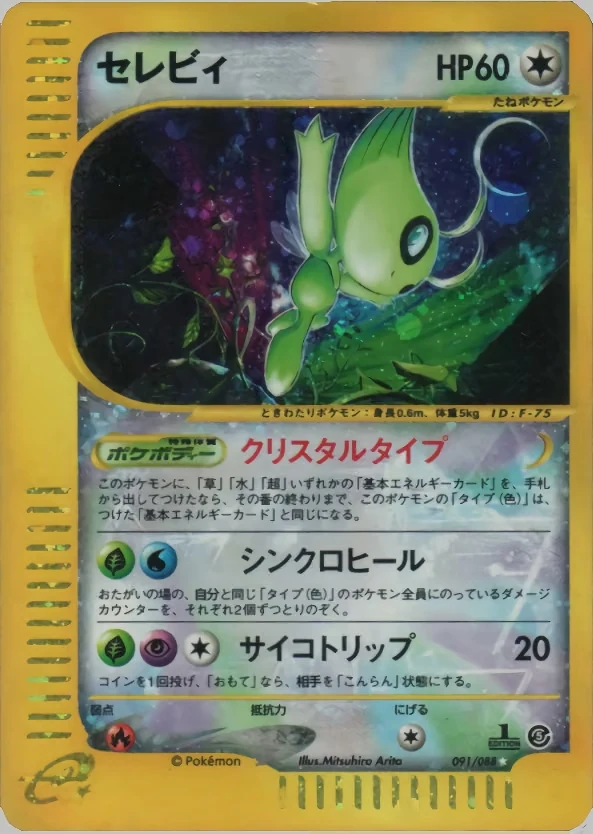 セレビィ HP60
たねポケモン
ときわたりポケモン：身長0.6m、体重5kg ID:F-75
特殊体質
ポケボディー クリスタルタイプ
このポケモンに、「草」「水」「超」いずれかの「基本エネルギーカード」を、手札
から出してつけたなら、その番の終わりまで、このポケモンの「タイプ（色）」は、
つけた「基本エネルギーカード」と同じになる。
シンクロヒール
おたがいの場の、自分と同じ「タイプ（色）」のポケモン全員にのっているダメージ
カウンターを、それぞれ2個ずつとりのぞく。
サイコトリップ 20
コインを1回投げ、「おもて」なら、相手を「こんらん」状態にする。
弱点 抵抗力 にげる
1
EDITION
5
© Pokémon Illus.Mitsuhiro Arita 091/088
e